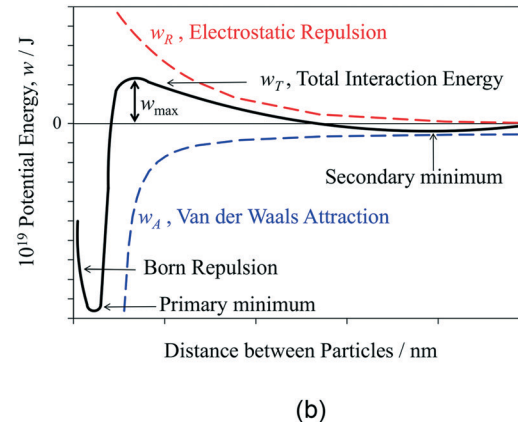 w_R , Electrostatic Repulsion
w_T , Total Interaction Energy
w_max
0
10^19 Potential Energy, w / J
Secondary minimum
w_A , Van der Waals Attraction
Born Repulsion
Primary minimum
Distance between Particles / nm
(b)